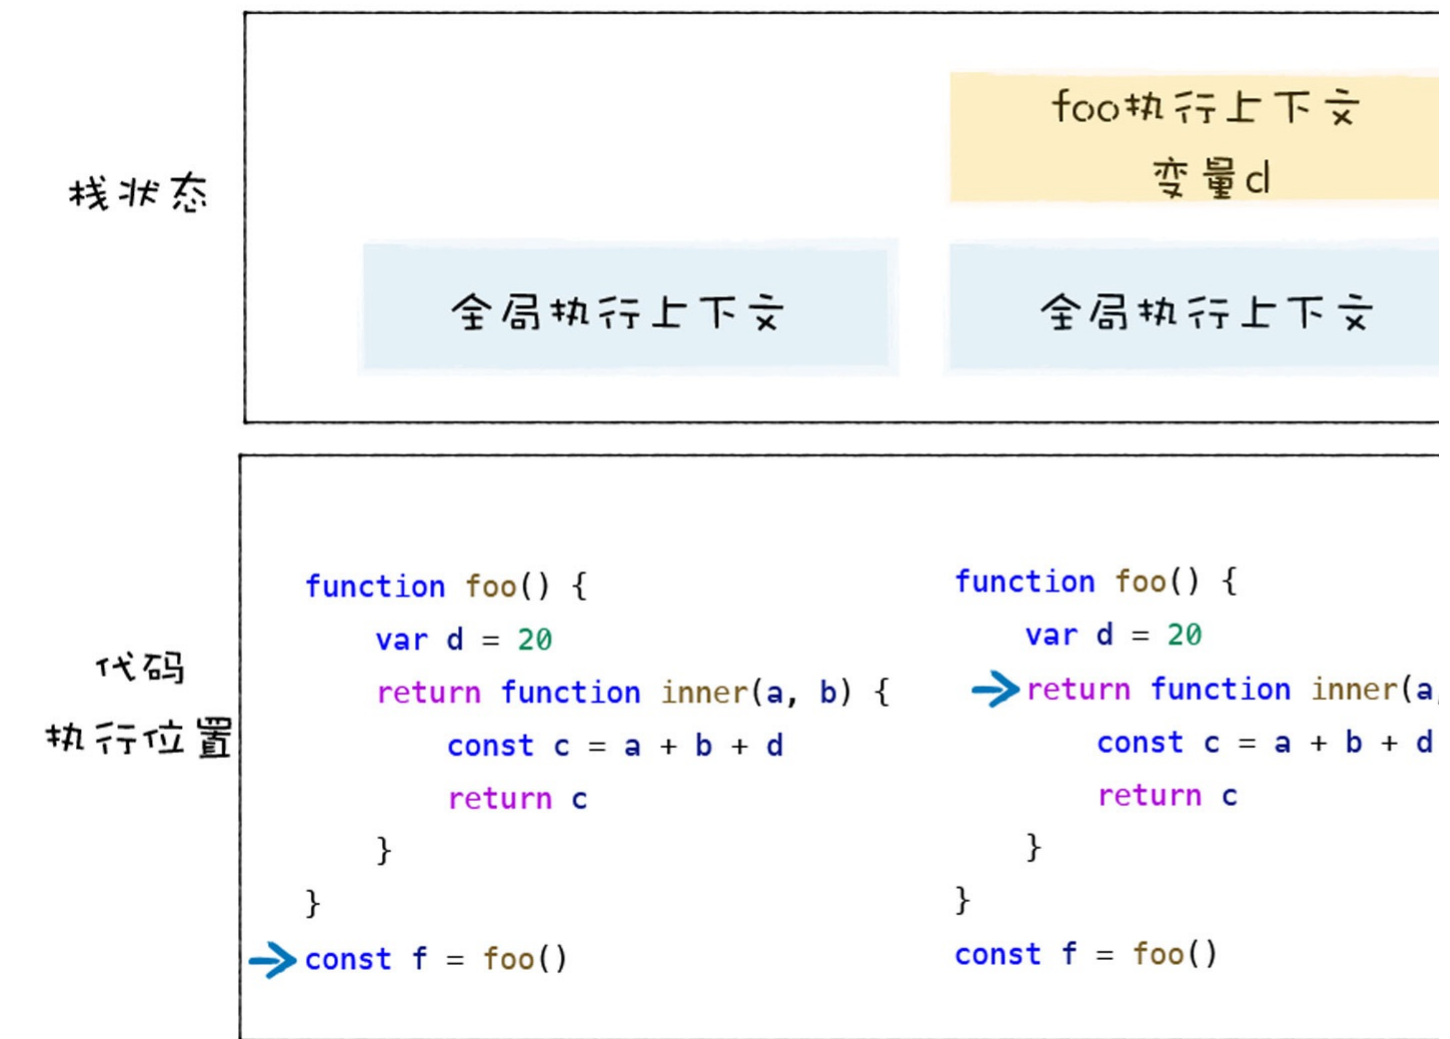 栈状态
foo执行上下文
变量d
全局执行上下文
全局执行上下文
代码
执行位置
function foo() {
    var d = 20
    return function inner(a, b) {
        const c = a + b + d
        return c
    }
}
const f = foo()
function foo() {
    var d = 20
    return function inner(a,
        const c = a + b + d
        return c
    }
}
const f = foo()